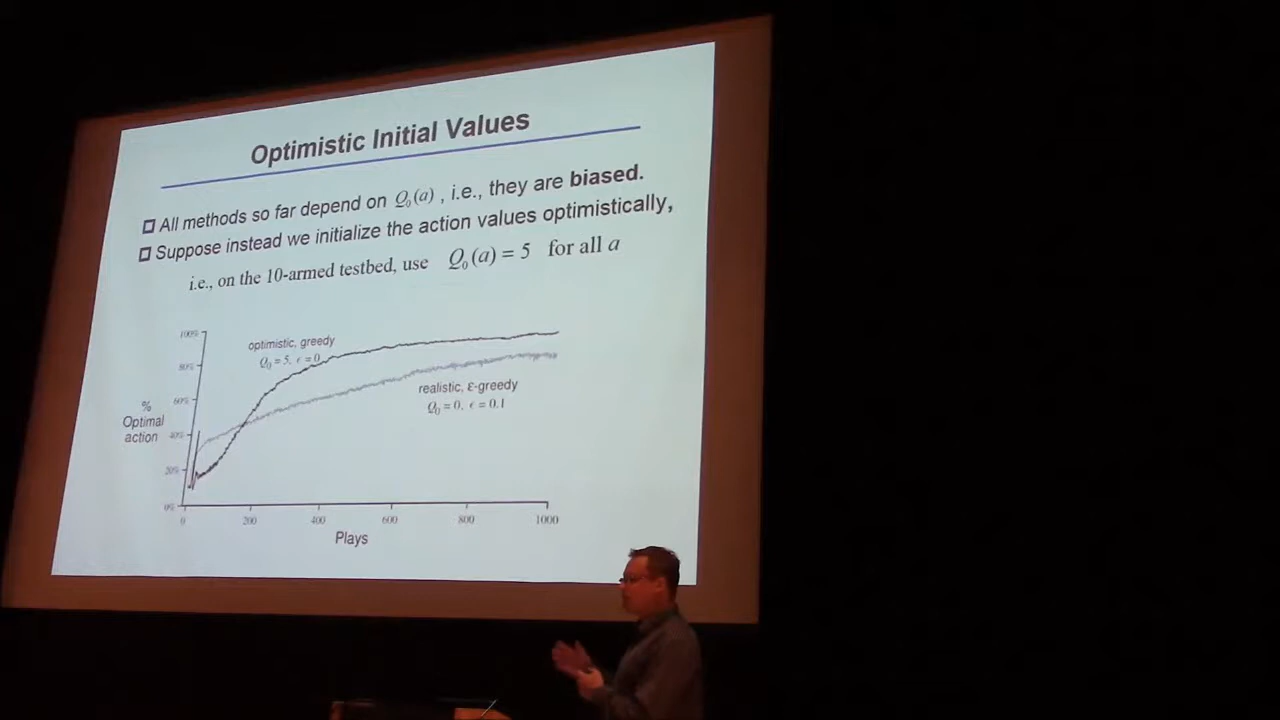 Optimistic Initial Values
All methods so far depend on Q₀(a), i.e., they are biased.
Suppose instead we initialize the action values optimistically,
i.e., on the 10-armed testbed, use Q₀(a) = 5 for all a
100%
80%
60%
40%
20%
0%
% Optimal action
optimistic, greedy
Q₀ = 5, ε = 0
realistic, ε-greedy
Q₀ = 0, ε = 0.1
0 200 400 600 800 1000
Plays